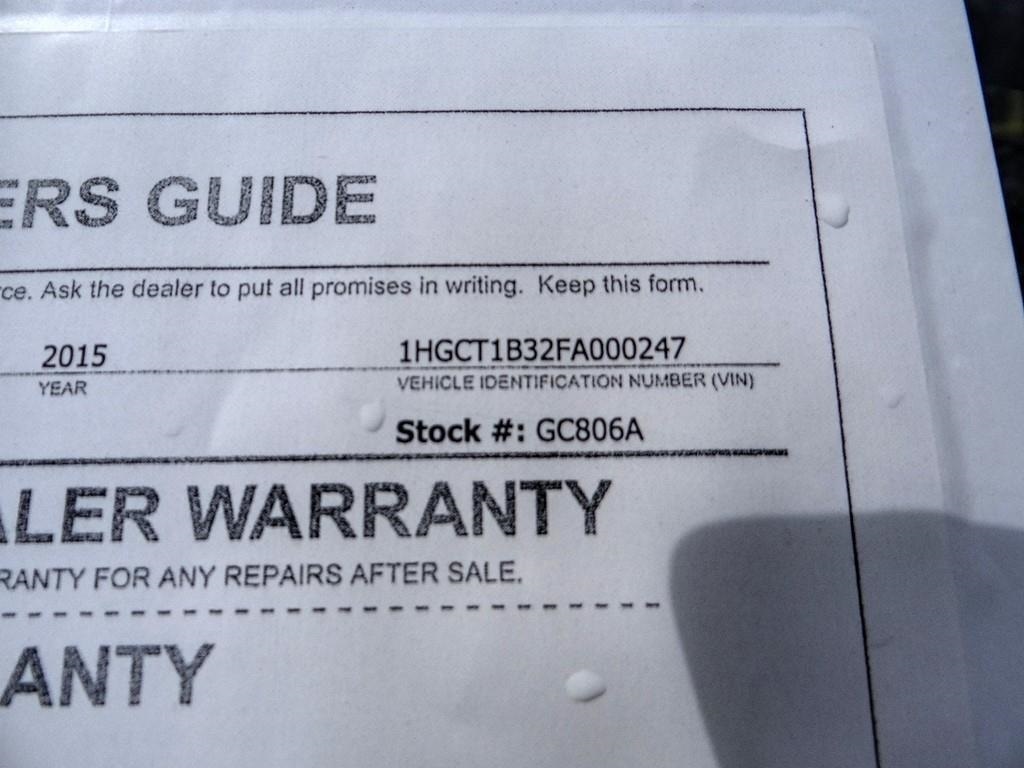 ERS GUIDE
ce. Ask the dealer to put all promises in writing. Keep this form.
2015 1HGCT1B32FA000247
YEAR VEHICLE IDENTIFICATION NUMBER (VIN)
Stock #: GC806A
ALER WARRANTY
RANTY FOR ANY REPAIRS AFTER SALE.
ANTY